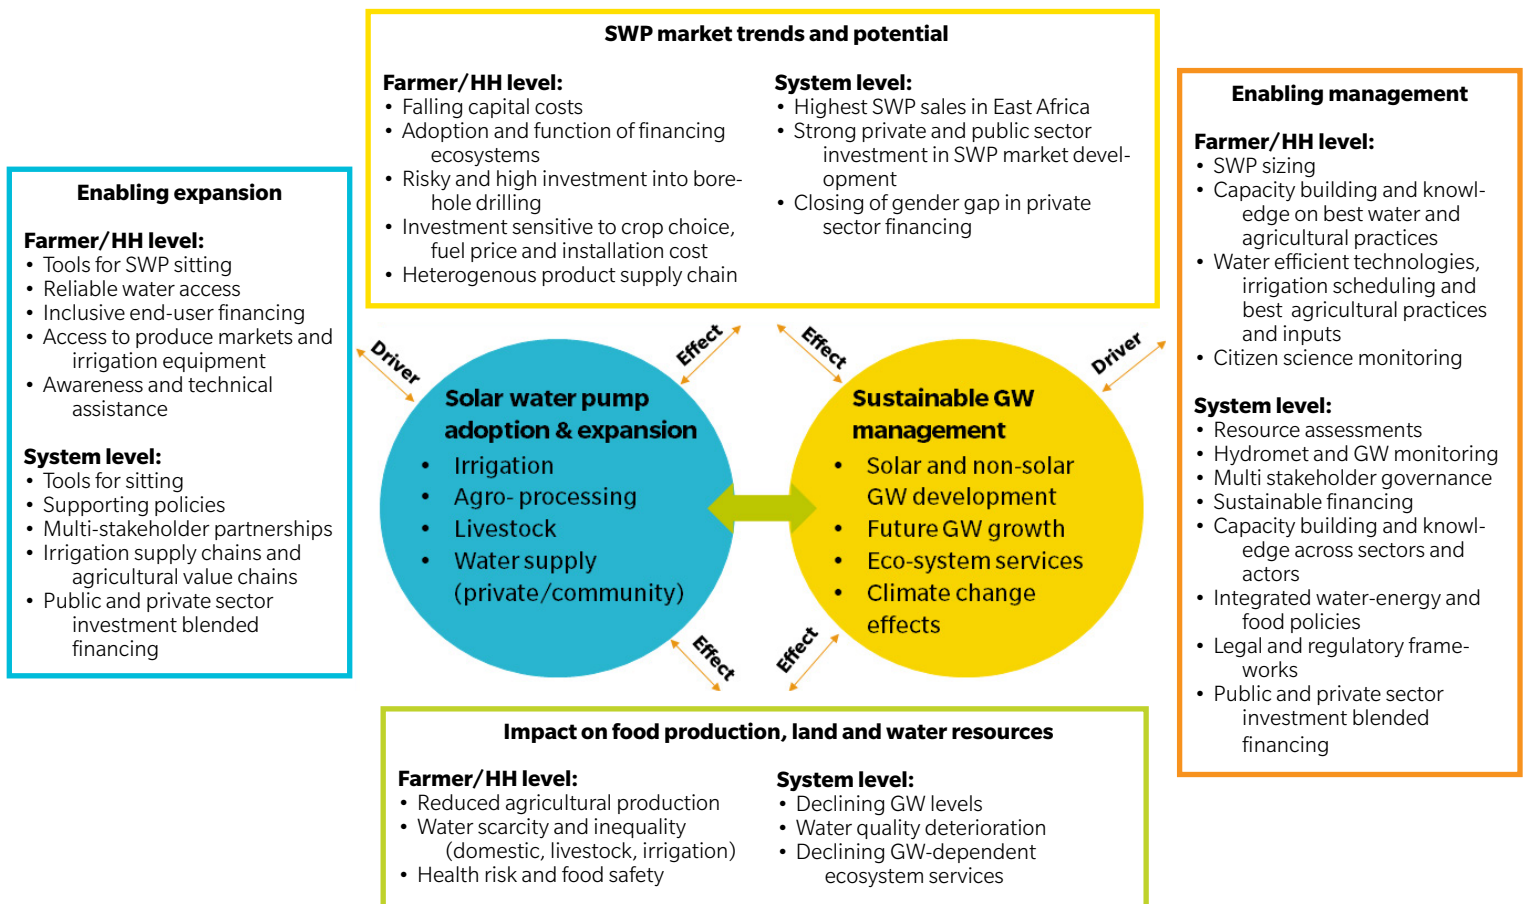 SWP market trends and potential
Farmer/HH level:
• Falling capital costs
• Adoption and function of financing
ecosystems
• Risky and high investment into bore-
hole drilling
• Investment sensitive to crop choice,
fuel price and installation cost
• Heterogenous product supply chain
System level:
• Highest SWP sales in East Africa
• Strong private and public sector
investment in SWP market devel-
opment
• Closing of gender gap in private
sector financing
Enabling expansion
Farmer/HH level:
• Tools for SWP sitting
• Reliable water access
• Inclusive end-user financing
• Access to produce markets and
irrigation equipment
• Awareness and technical
assistance
System level:
• Tools for sitting
• Supporting policies
• Multi-stakeholder partnerships
• Irrigation supply chains and
agricultural value chains
• Public and private sector
investment blended
financing
Driver
Effect
Effect
Driver
Solar water pump
adoption & expansion
• Irrigation
• Agro- processing
• Livestock
• Water supply
(private/community)
Sustainable GW
management
• Solar and non-solar
GW development
• Future GW growth
• Eco-system services
• Climate change
effects
Effect
Effect
Enabling management
Farmer/HH level:
• SWP sizing
• Capacity building and knowl-
edge on best water and
agricultural practices
• Water efficient technologies,
irrigation scheduling and
best agricultural practices
and inputs
• Citizen science monitoring
System level:
• Resource assessments
• Hydromet and GW monitoring
• Multi stakeholder governance
• Sustainable financing
• Capacity building and knowl-
edge across sectors and
actors
• Integrated water-energy and
food policies
• Legal and regulatory frame-
works
• Public and private sector
investment blended
financing
Impact on food production, land and water resources
Farmer/HH level:
• Reduced agricultural production
• Water scarcity and inequality
(domestic, livestock, irrigation)
• Health risk and food safety
System level:
• Declining GW levels
• Water quality deterioration
• Declining GW-dependent
ecosystem services